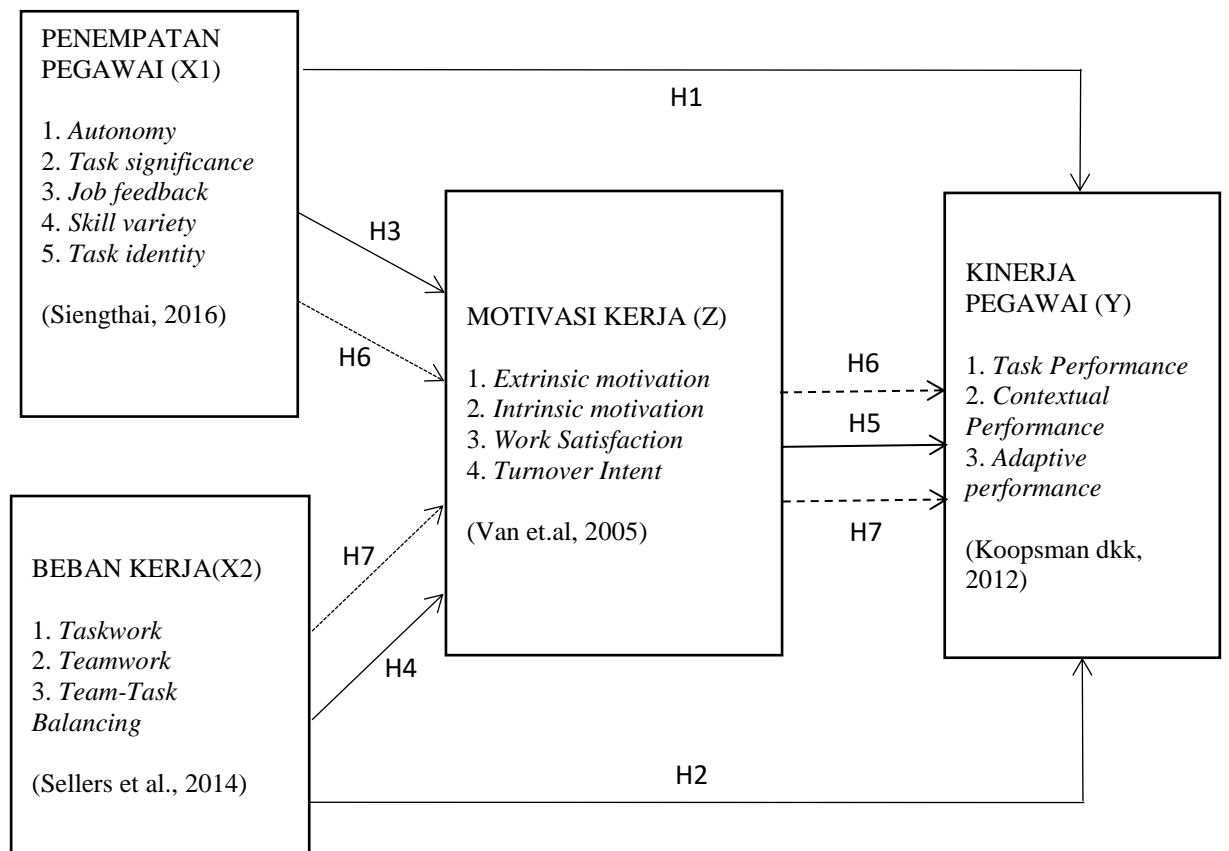 PENEMPATAN
PEGAWAI (X1)
1. Autonomy
2. Task significance
3. Job feedback
4. Skill variety
5. Task identity
(Siengthai, 2016)
H1
H3
H6
MOTIVASI KERJA (Z)
1. Extrinsic motivation
2. Intrinsic motivation
3. Work Satisfaction
4. Turnover Intent
(Van et.al, 2005)
H6
H5
H7
KINERJA
PEGAWAI (Y)
1. Task Performance
2. Contextual
Performance
3. Adaptive
performance
(Koopsman dkk,
2012)
BEBAN KERJA(X2)
1. Taskwork
2. Teamwork
3. Team-Task
Balancing
(Sellers et al., 2014)
H7
H4
H2